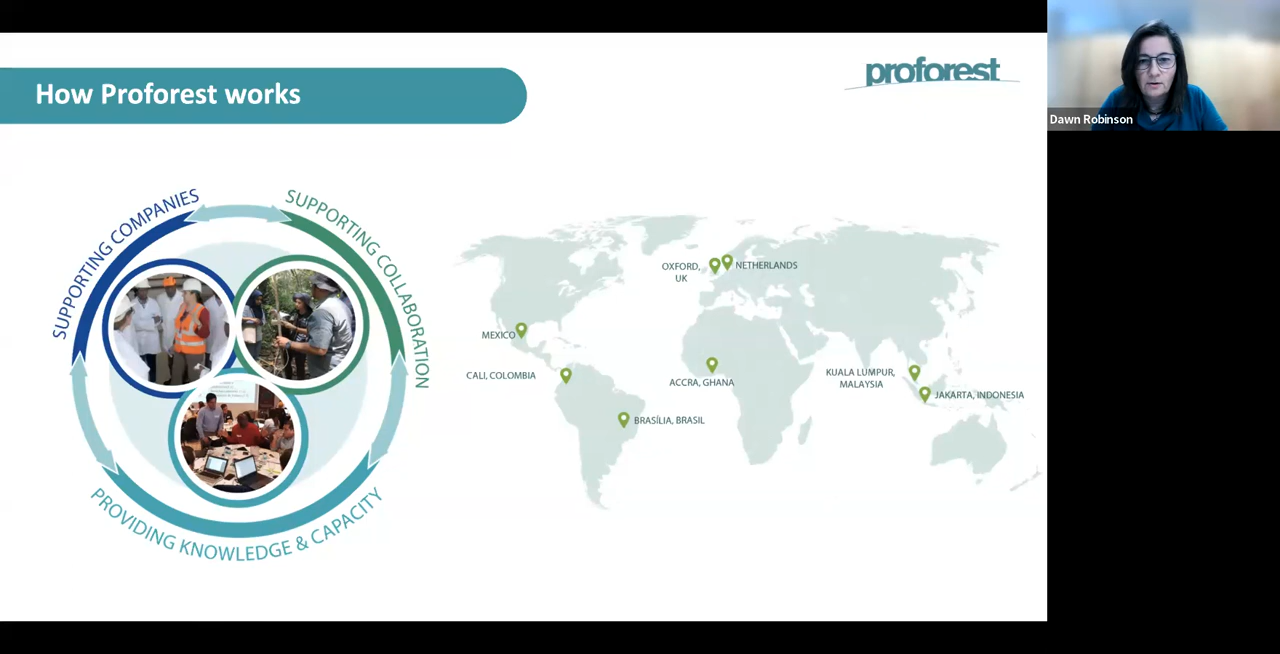 How Proforest works
proforest
Dawn Robinson
SUPPORTING COMPANIES
SUPPORTING COLLABORATION
PROVIDING KNOWLEDGE & CAPACITY
OXFORD,
UK
NETHERLANDS
MEXICO
CALI, COLOMBIA
ACCRA, GHANA
KUALA LUMPUR,
MALAYSIA
JAKARTA, INDONESIA
BRASÍLIA, BRASIL